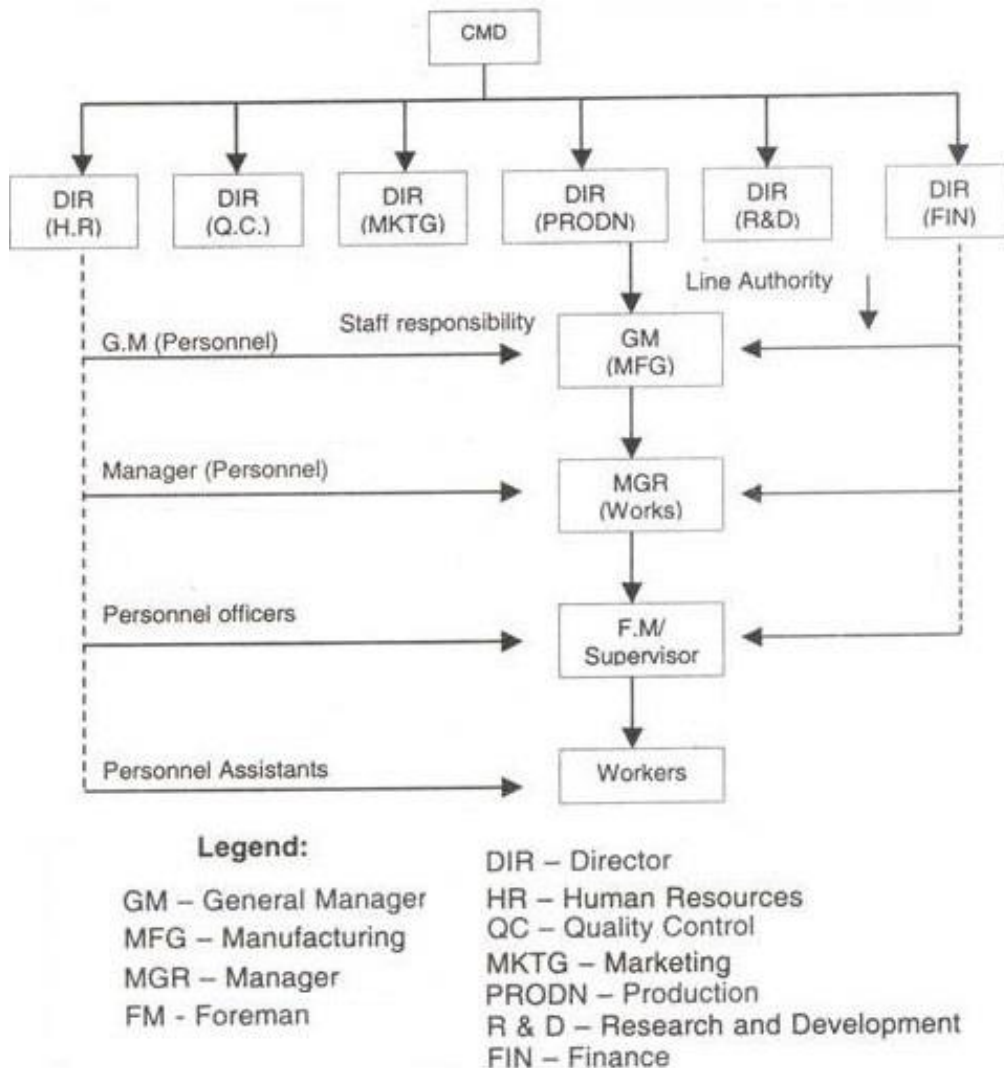 CMD
DIR
(H.R)
DIR
(Q.C.)
DIR
(MKTG)
DIR
(PRODN)
DIR
(R&D)
DIR
(FIN)
Line Authority
Staff responsibility
G.M (Personnel)
GM
(MFG)
Manager (Personnel)
MGR
(Works)
Personnel officers
F.M/
Supervisor
Personnel Assistants
Workers
Legend:
GM – General Manager
MFG – Manufacturing
MGR – Manager
FM - Foreman
DIR – Director
HR – Human Resources
QC – Quality Control
MKTG – Marketing
PRODN – Production
R & D – Research and Development
FIN – Finance